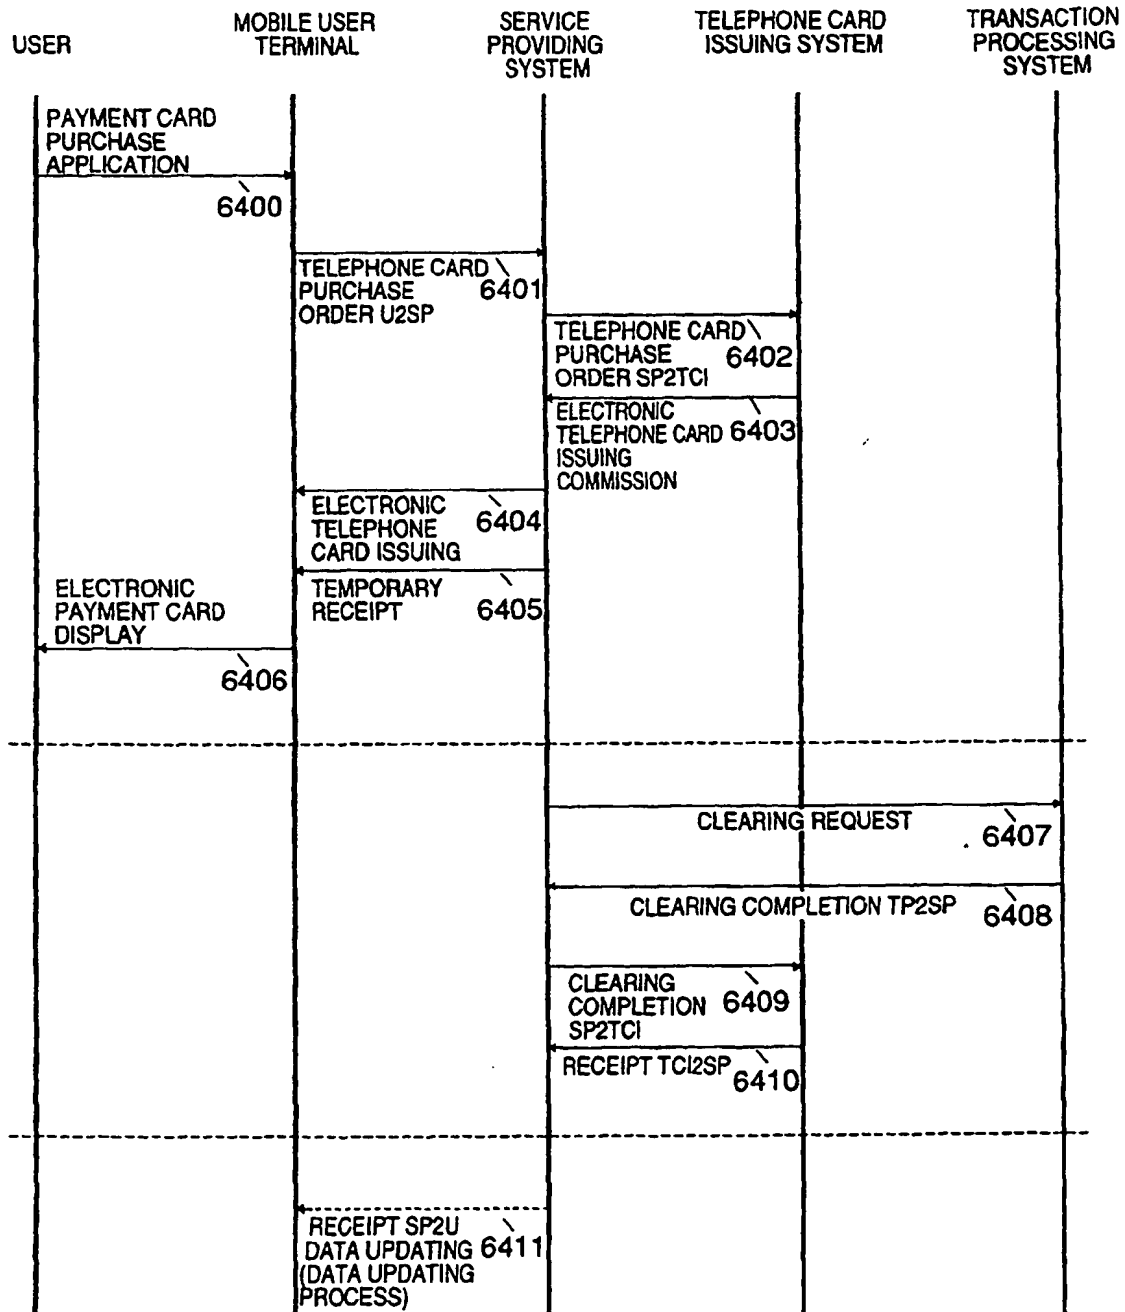 USER
MOBILE USER
TERMINAL
SERVICE
PROVIDING
SYSTEM
TELEPHONE CARD
ISSUING SYSTEM
TRANSACTION
PROCESSING
SYSTEM
PAYMENT CARD
PURCHASE
APPLICATION
6400
TELEPHONE CARD
PURCHASE
ORDER U2SP
6401
TELEPHONE CARD
PURCHASE
ORDER SP2TCI
6402
ELECTRONIC
TELEPHONE CARD
ISSUING
COMMISSION
6403
ELECTRONIC
TELEPHONE
CARD ISSUING
6404
TEMPORARY
RECEIPT
6405
ELECTRONIC
PAYMENT CARD
DISPLAY
6406
CLEARING REQUEST
6407
CLEARING COMPLETION TP2SP
6408
CLEARING
COMPLETION
SP2TCI
6409
RECEIPT TCI2SP
6410
RECEIPT SP2U
DATA UPDATING
(DATA UPDATING
PROCESS)
6411